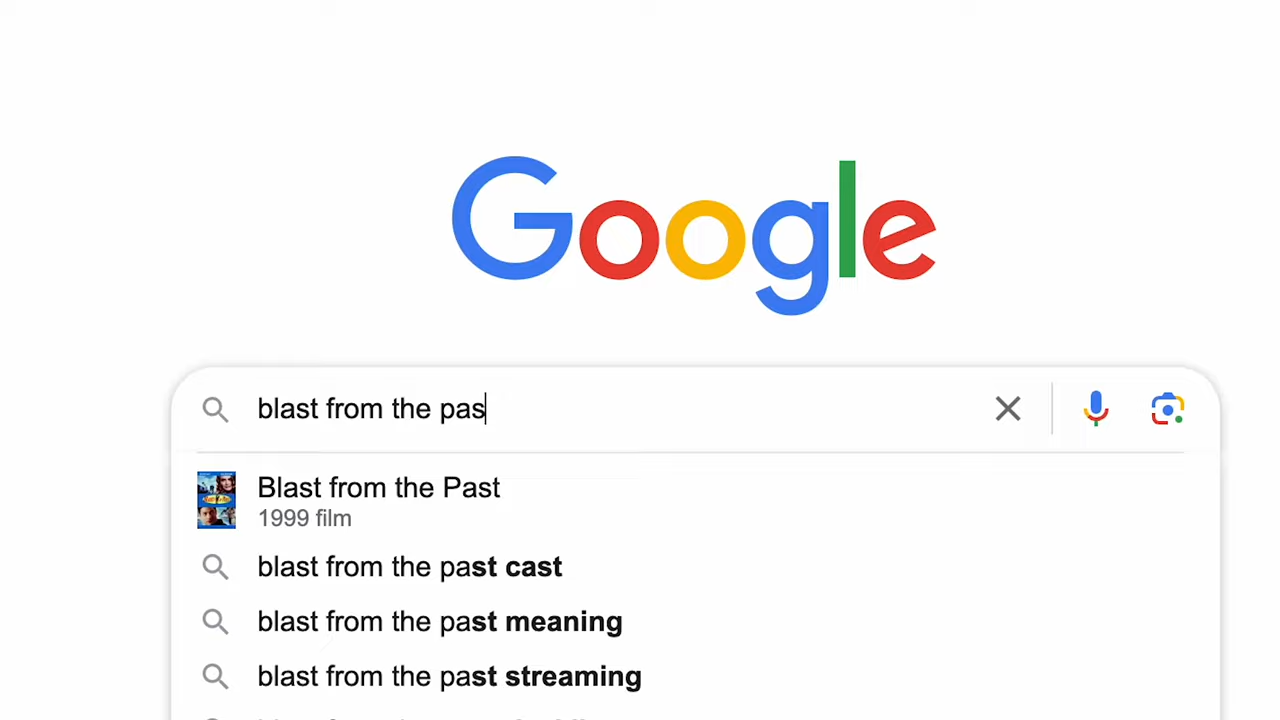 Google
blast from the pas
Blast from the Past
1999 film
blast from the past cast
blast from the past meaning
blast from the past streaming